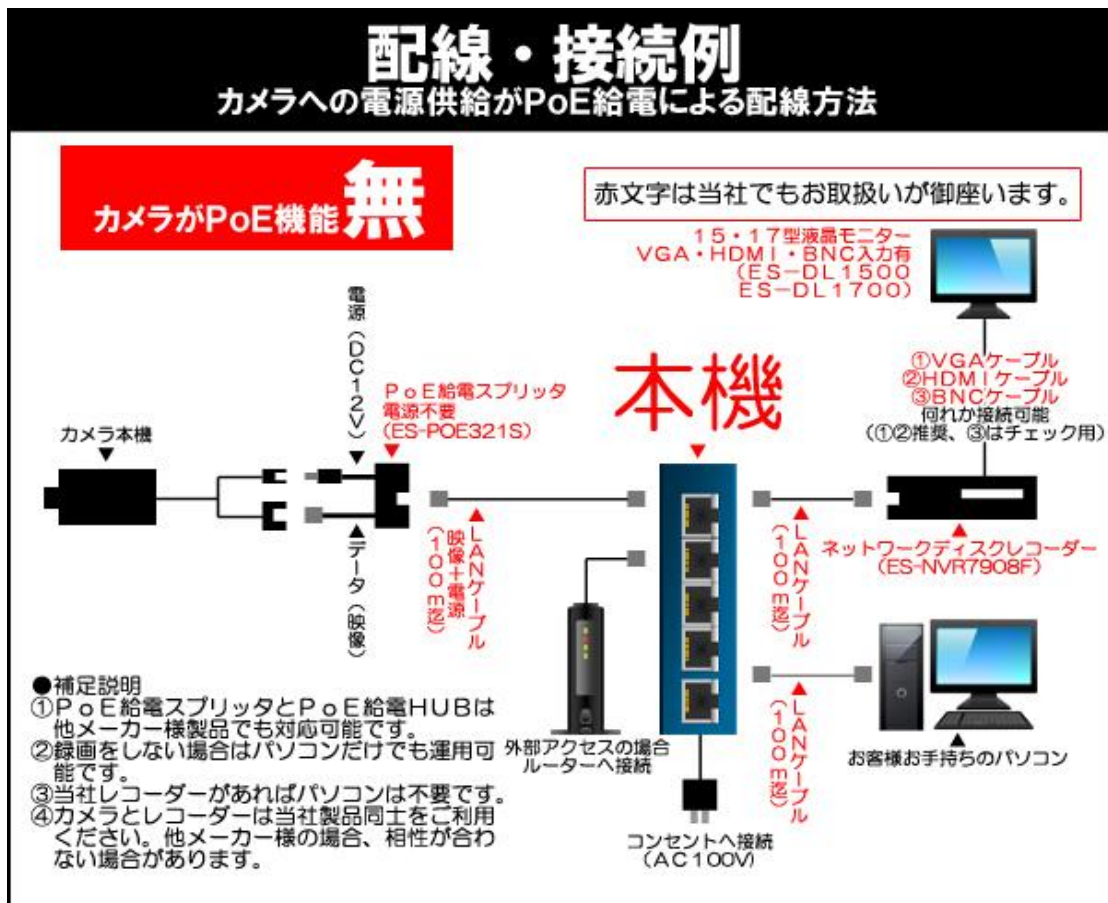 配線・接続例
カメラへの電源供給がPoE給電による配線方法
カメラがPoE機能無
赤文字は当社でもお取扱いが御座います。
15・17型液晶モニター
VGA・HDMI・BNC入力有
(ES-DL1500
ES-DL1700)
①VGAケーブル
②HDMIケーブル
③BNCケーブル
何れか接続可能
(①②推奨、③はチェック用)
電源(DC12V)▼
PoE給電スプリッタ
電源不要
(ES-POE321S)
▼
本機
▼
カメラ本機
▼
▲データ(映像)
▲LANケーブル
映像+電源
(100m迄)
▲LANケーブル
(100m迄)
▲
ネットワークディスクレコーダー
(ES-NVR7908F)
▲LANケーブル
(100m迄)
▲
お客様お手持ちのパソコン
▲
外部アクセスの場合
ルーターへ接続
コンセントへ接続
(AC100V)
●補足説明
①PoE給電スプリッタとPoE給電HUBは
他メーカー様製品でも対応可能です。
②録画をしない場合はパソコンだけでも運用可
能です。
③当社レコーダーがあればパソコンは不要です。
④カメラとレコーダーは当社製品同士をご利用
ください。他メーカー様の場合、相性が合わ
ない場合があります。